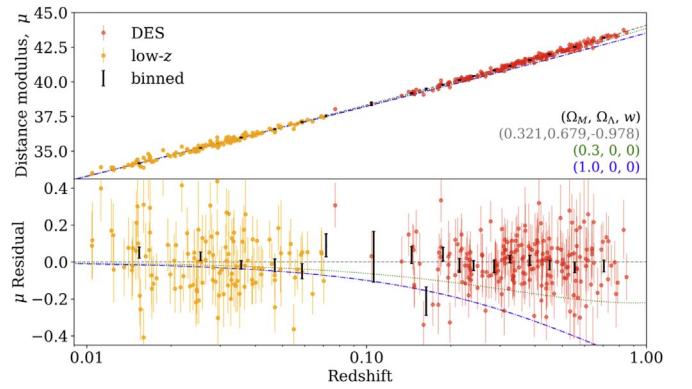 45.0
42.5
40.0
37.5
35.0
Distance modulus, μ
DES
low-z
binned
(Ω_M, Ω_Λ, w)
(0.321,0.679,-0.978)
(0.3, 0, 0)
(1.0, 0, 0)
0.4
0.2
0.0
−0.2
−0.4
μ Residual
0.01
0.10
1.00
Redshift